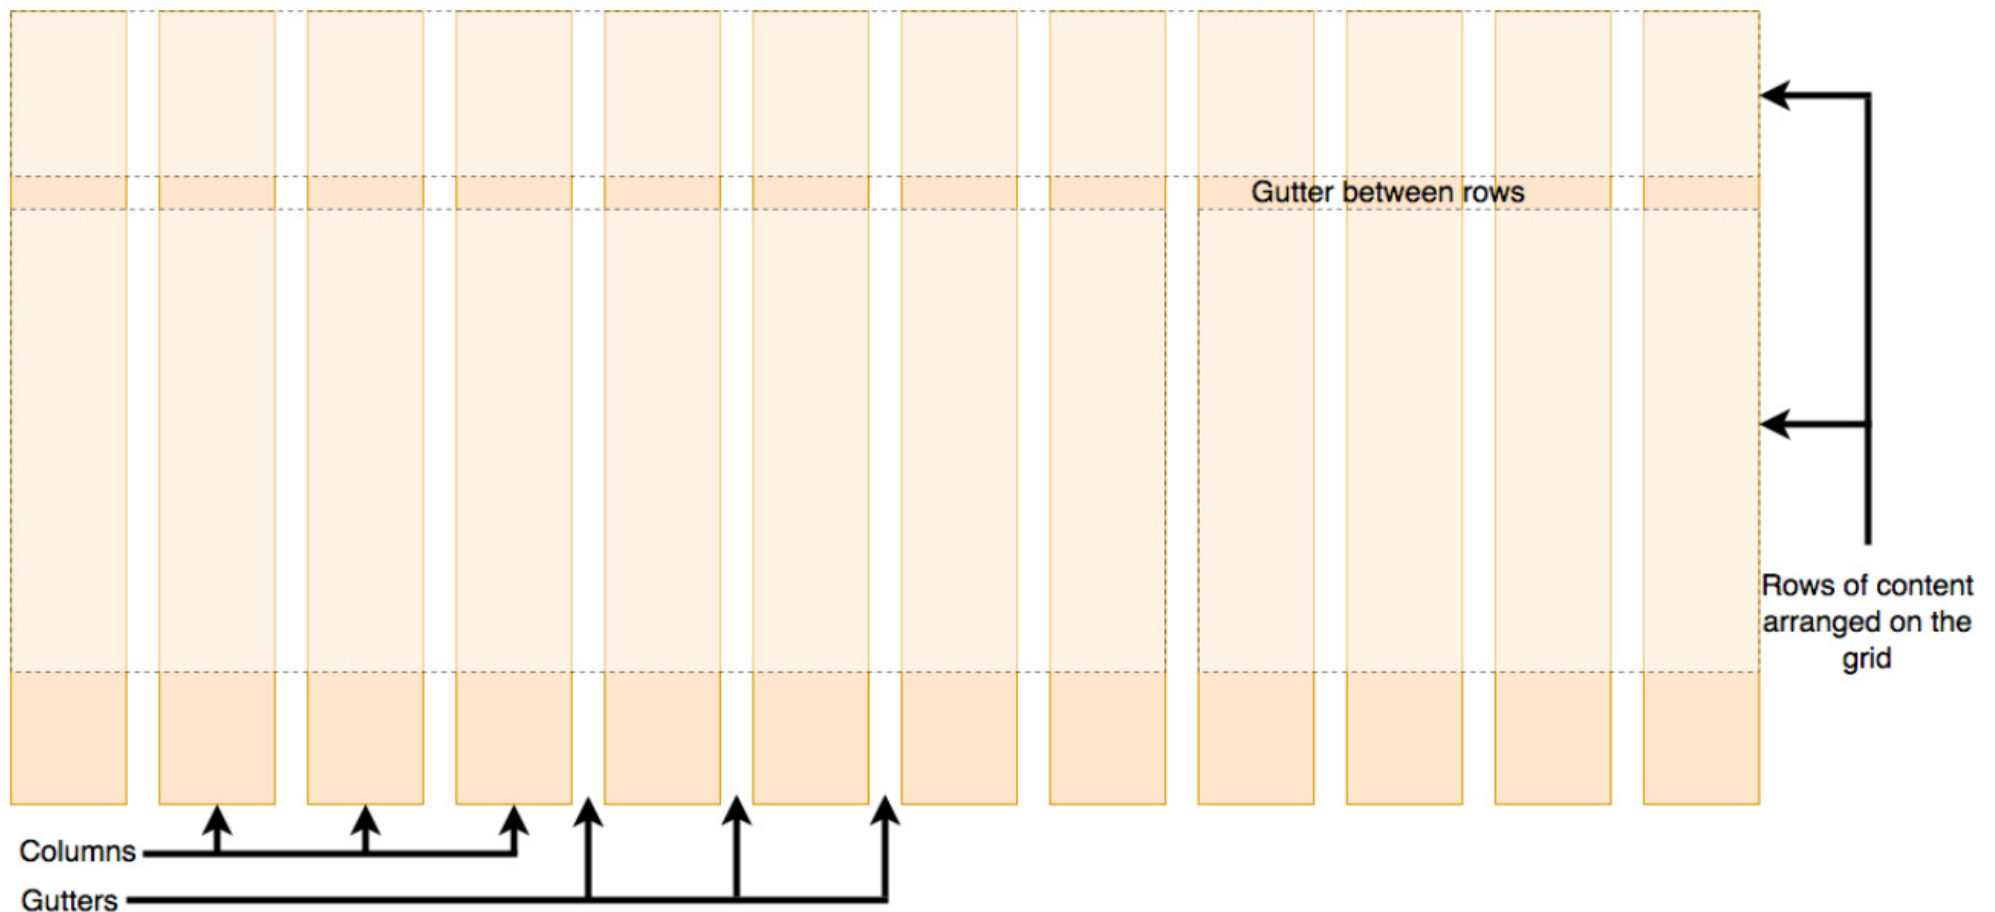 Gutter between rows
Rows of content
arranged on the
grid
Columns
Gutters